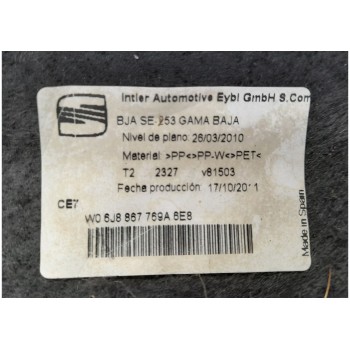 Intier Automotive Eybl GmbH S.Com
BJA SE 253 GAMA BAJA
Nivel de plano: 26/03/2010
Material: >PP<>PP-W<>PET<
T2 2327 v81503
Fecha producción: 17/10/2011
CE7
W0 6J8 867 769A 6E8
Made in Spain